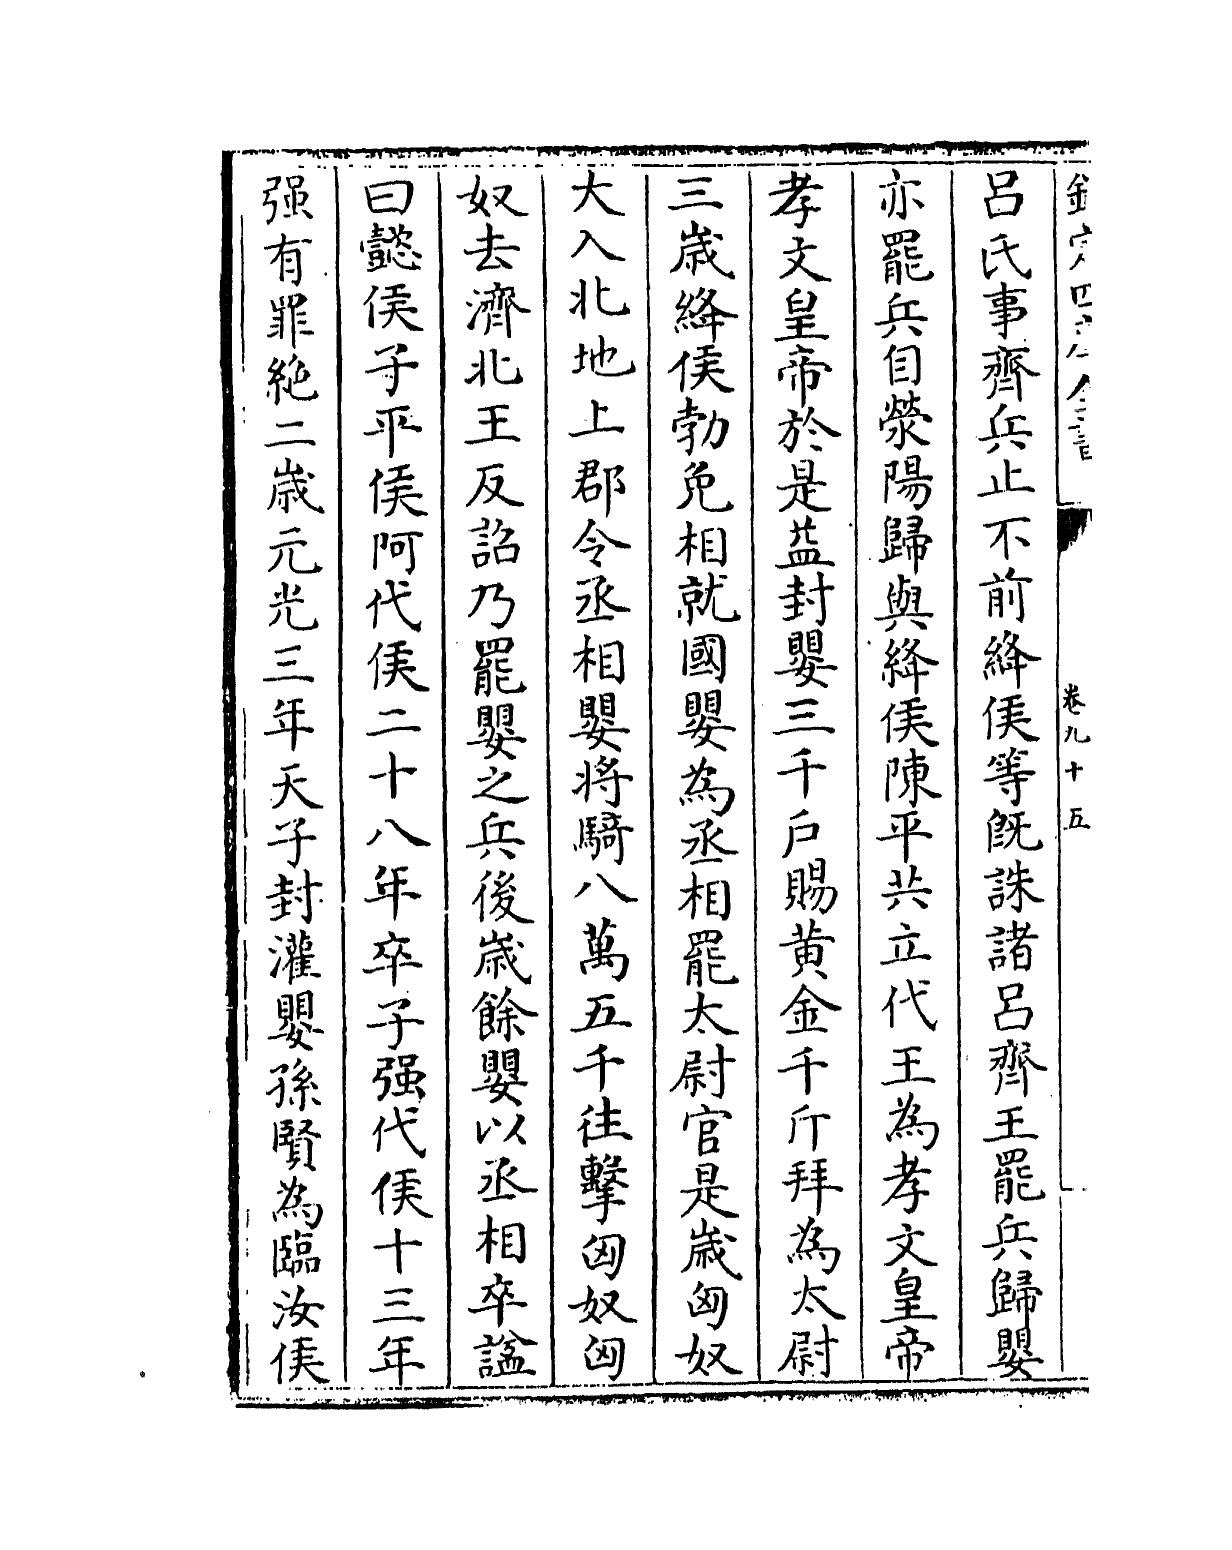 欽定四庫全書
卷九十五
呂氏事齊兵止不前絳侯等既誅諸呂齊王罷兵歸嬰
亦罷兵自滎陽歸與絳侯陳平共立代王為孝文皇帝
孝文皇帝於是益封嬰三千户賜黄金千斤拜為太尉
三歲絳侯勃免相就國嬰為丞相罷太尉官是歲匈奴
大入北地上郡令丞相嬰將騎八萬五千往擊匈奴匈
奴去濟北王反詔乃罷嬰之兵後歲餘嬰以丞相卒諡
曰懿侯子平侯阿代侯二十八年卒子强代侯十三年
强有罪絶二歲元光三年天子封灌嬰孫賢為臨汝侯